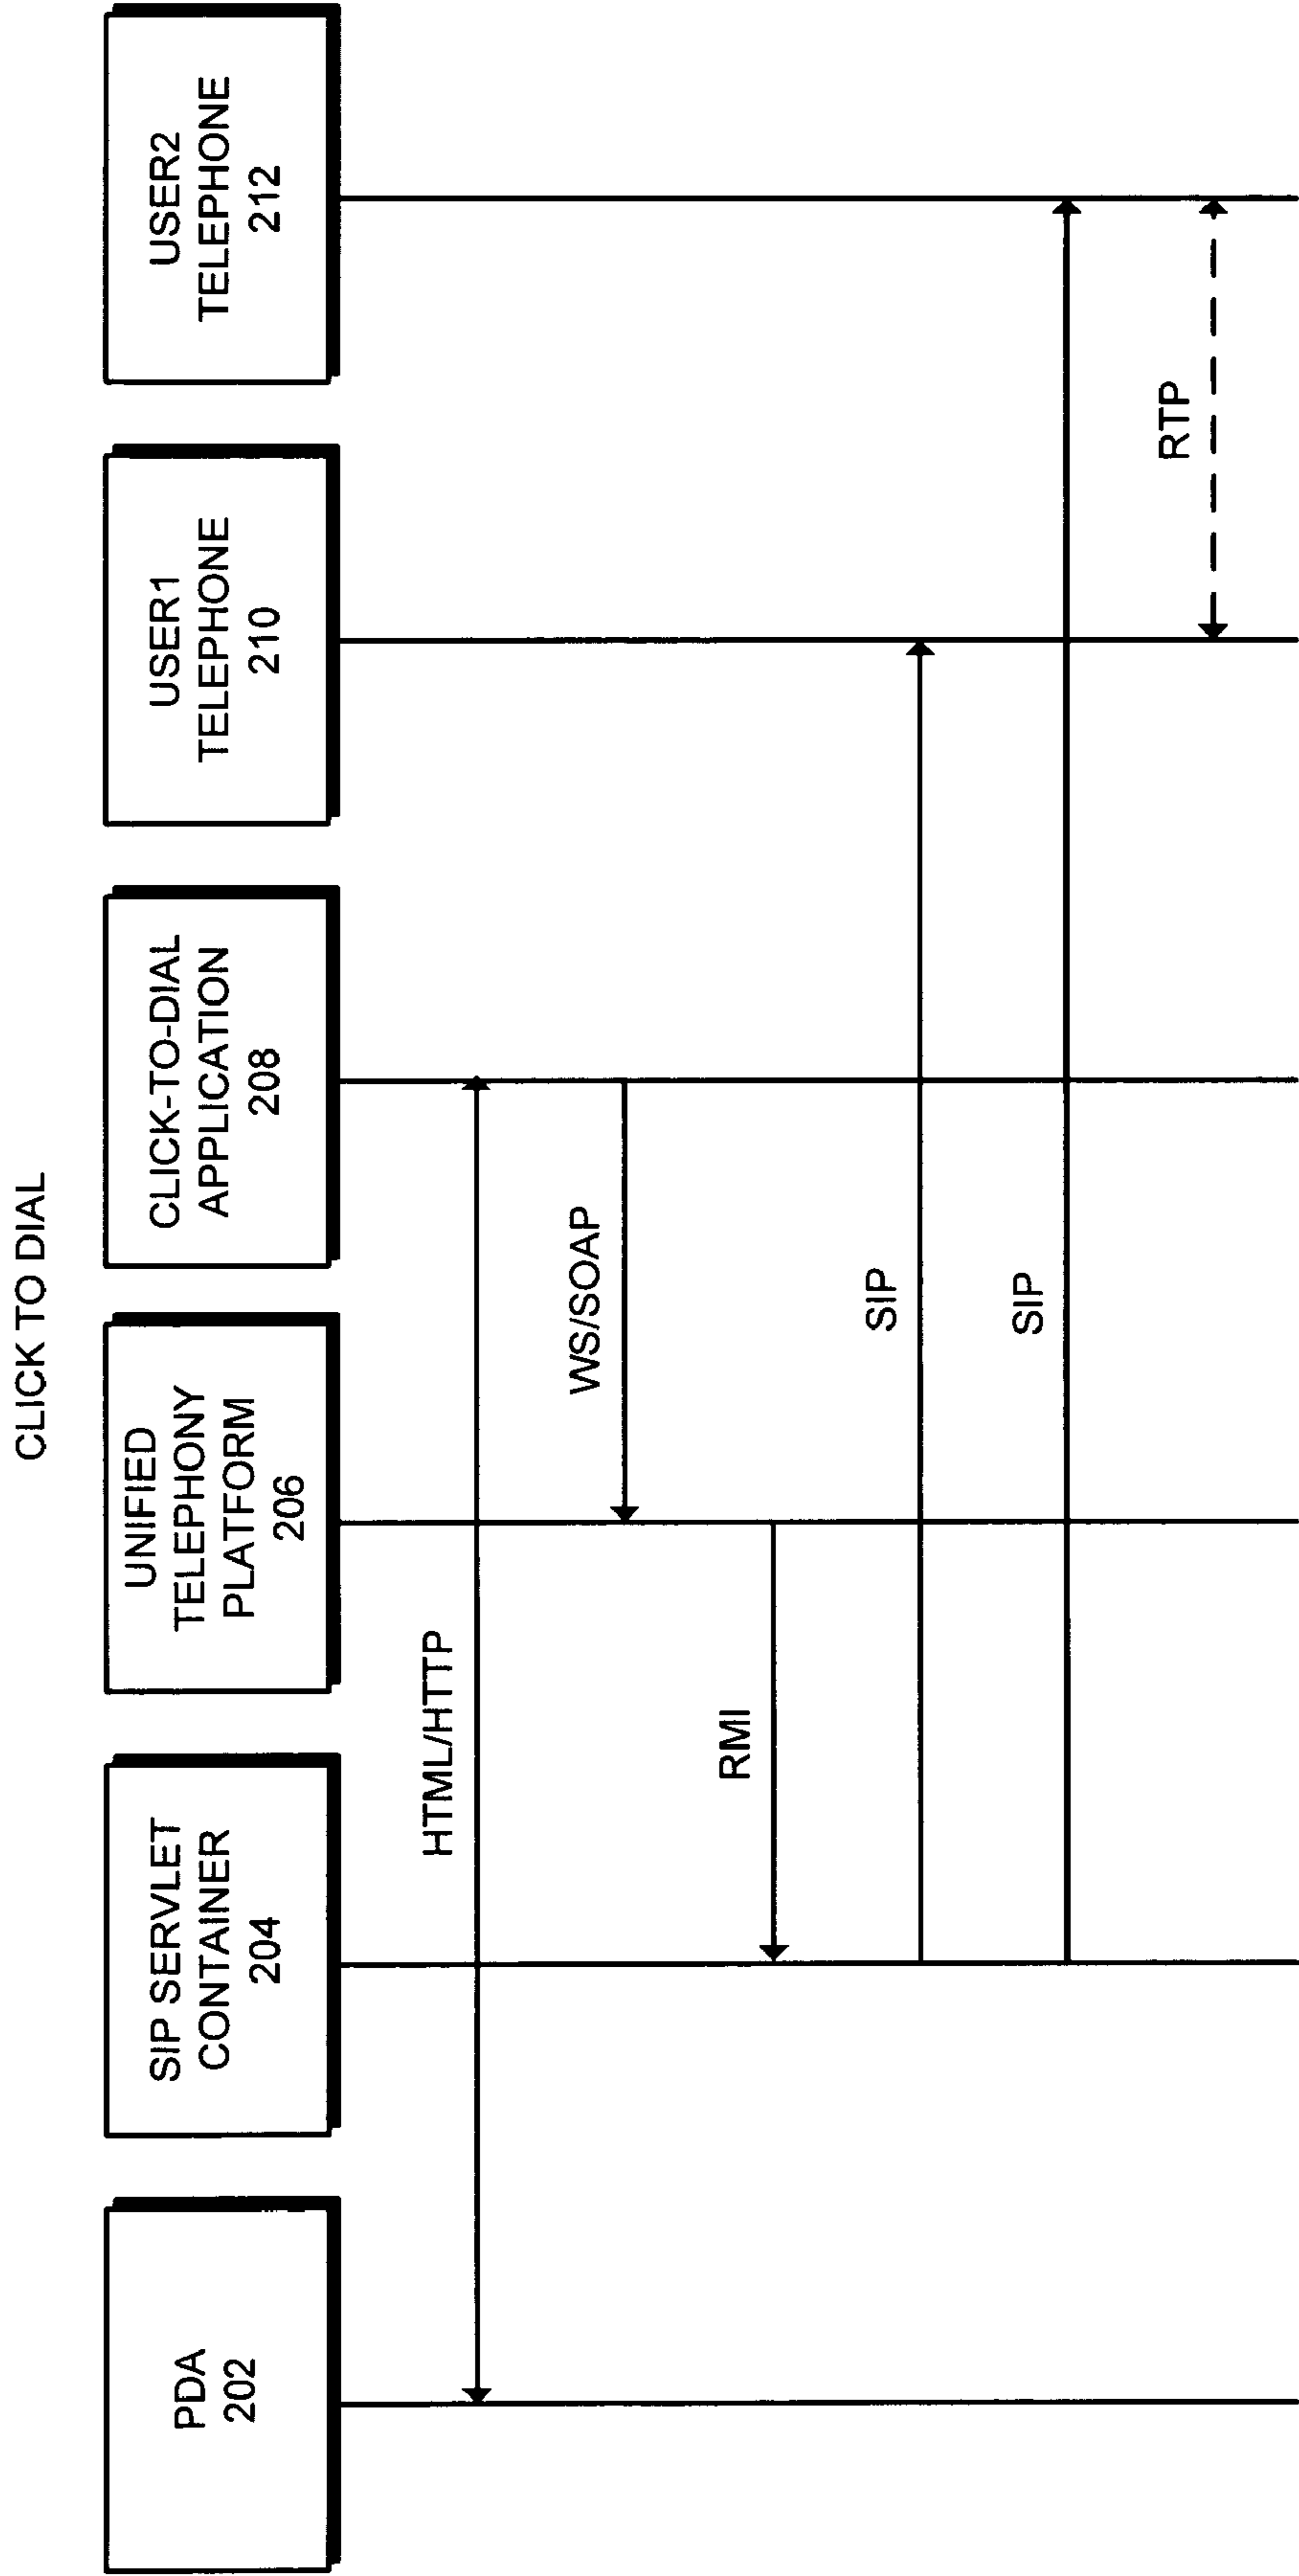 CLICK TO DIAL
PDA
202
SIP SERVLET
CONTAINER
204
UNIFIED
TELEPHONY
PLATFORM
206
CLICK-TO-DIAL
APPLICATION
208
USER1
TELEPHONE
210
USER2
TELEPHONE
212
HTML/HTTP
WS/SOAP
RMI
SIP
SIP
RTP